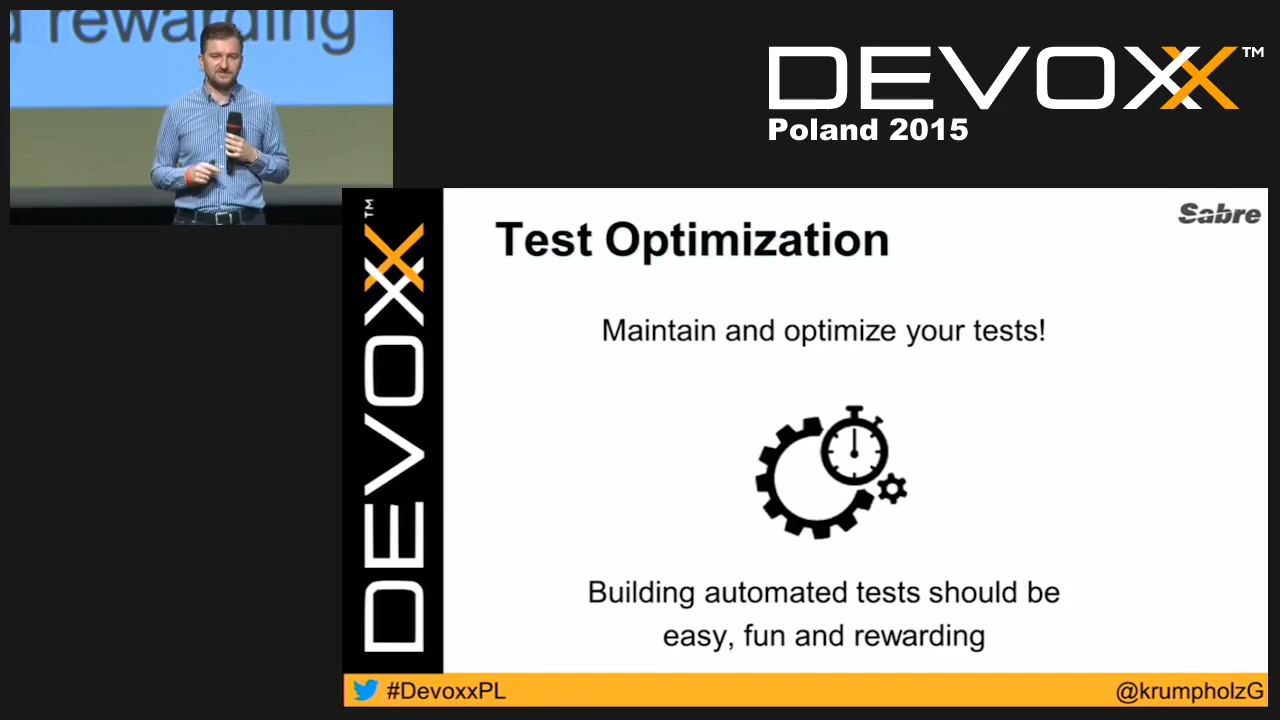 d rewarding
DEVOXX™
Poland 2015
DEVOXX™
Sabre
Test Optimization
Maintain and optimize your tests!
Building automated tests should be
easy, fun and rewarding
#DevoxxPL
@krumpholzG